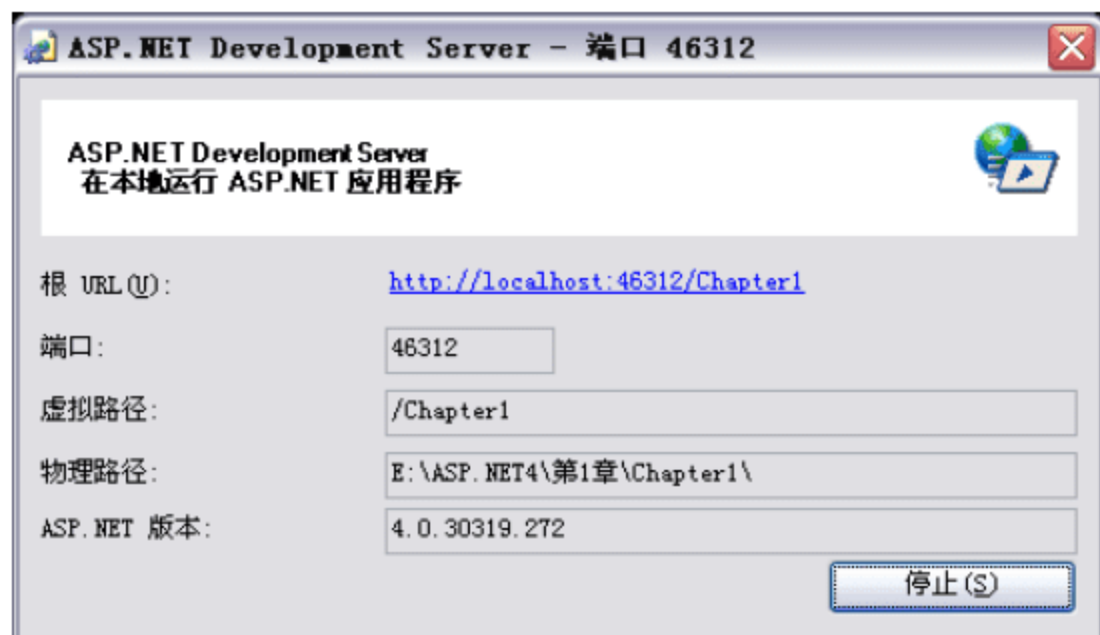 ASP.NET Development Server - 端口 46312
ASP.NET Development Server
在本地运行 ASP.NET 应用程序
根 URL(U): http://localhost:46312/Chapter1
端口: 46312
虚拟路径: /Chapter1
物理路径: E:\ASP.NET4\第1章\Chapter1\
ASP.NET 版本: 4.0.30319.272
停止(S)